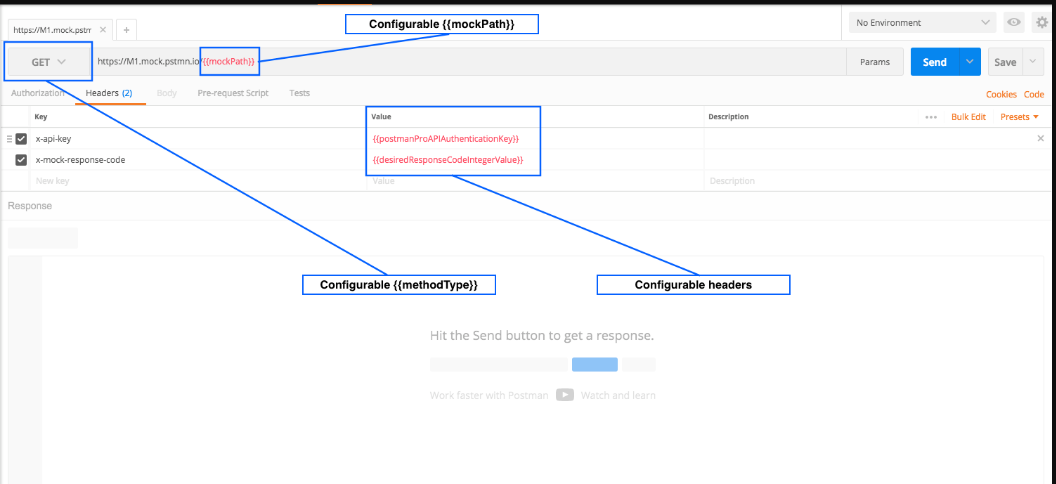 Configurable {{mockPath}}
No Environment
https://M1.mock.pstm
GET
https://M1.mock.pstmn.io/{{mockPath}}
Params
Send
Save
Authorization
Headers (2)
Body
Pre-request Script
Tests
Cookies
Code
Key
Value
Description
Bulk Edit
Presets
x-api-key
{{postmanProAPIAuthenticationKey}}
x-mock-response-code
{{desiredResponseCodeIntegerValue}}
New key
Value
Description
Response
Configurable {{methodType}}
Configurable headers
Hit the Send button to get a response.
Work faster with Postman
Watch and learn